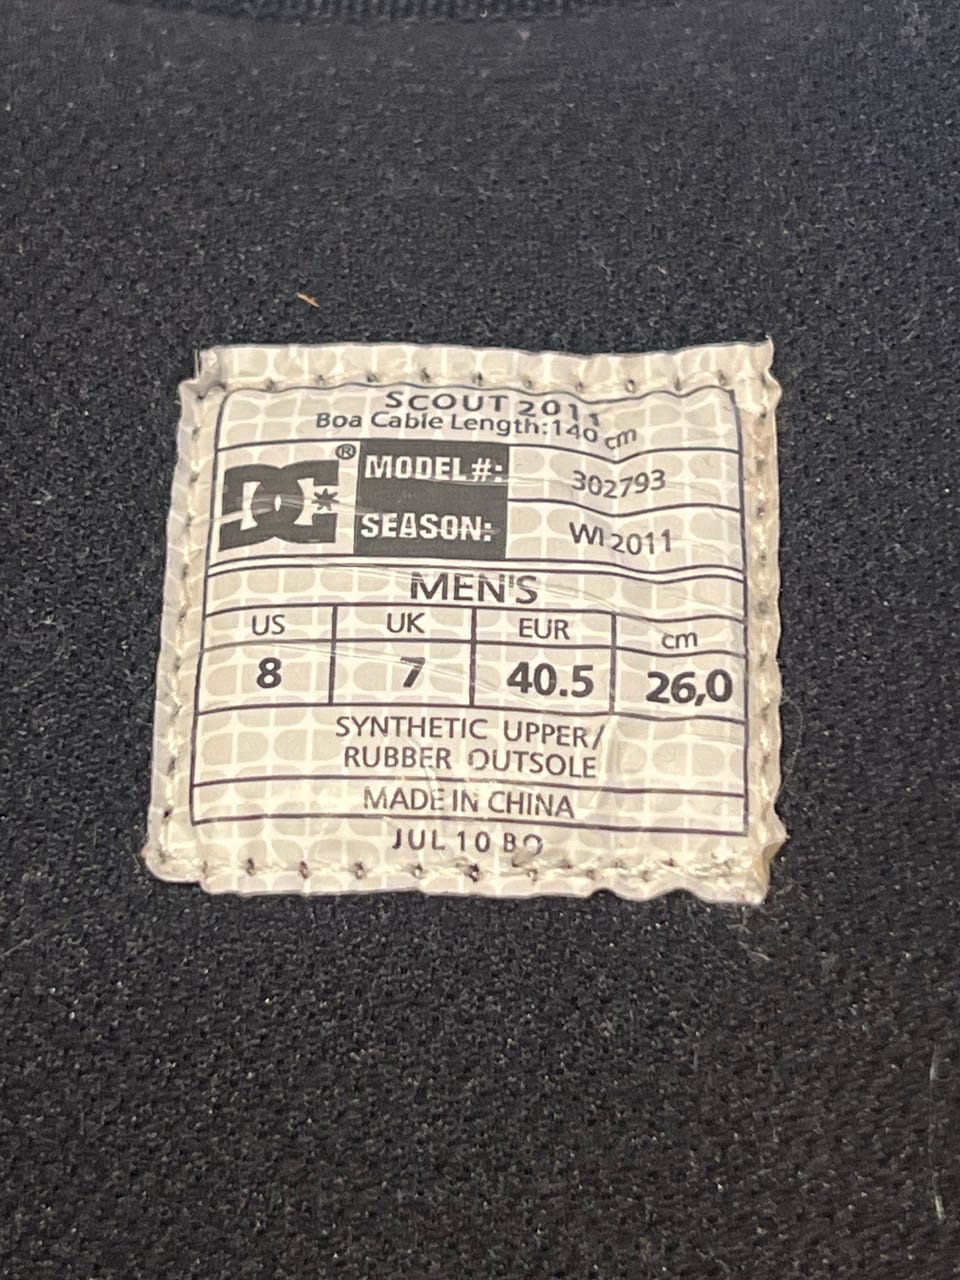 SCOUT 2011
Boa Cable Length:140 cm
DC®
MODEL#: 302793
SEASON: WI 2011
MEN'S
US UK EUR cm
8 7 40.5 26,0
SYNTHETIC UPPER/
RUBBER OUTSOLE
MADE IN CHINA
JUL 10 BO